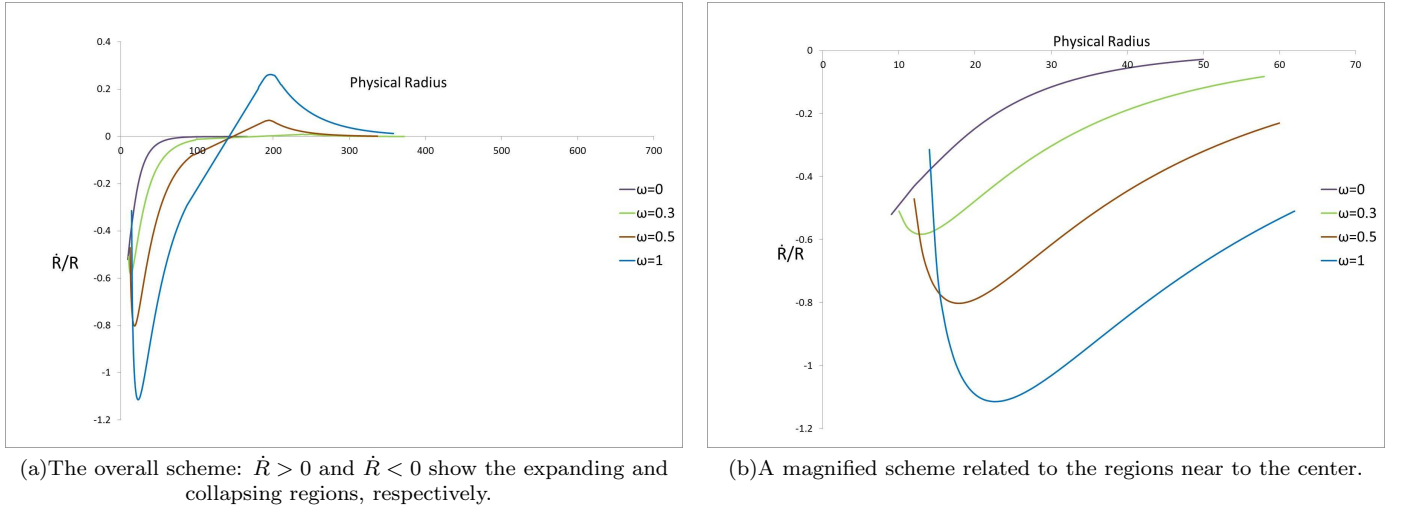 0.4
0.2
0
-0.2
-0.4
-0.6
-0.8
-1
-1.2
0 100 200 300 400 500 600 700
Physical Radius
Ṙ/R
ω=0
ω=0.3
ω=0.5
ω=1
(a)The overall scheme: Ṙ > 0 and Ṙ < 0 show the expanding and
collapsing regions, respectively.
Physical Radius
0
-0.2
-0.4
-0.6
-0.8
-1
-1.2
0 10 20 30 40 50 60 70
Ṙ/R
ω=0
ω=0.3
ω=0.5
ω=1
(b)A magnified scheme related to the regions near to the center.